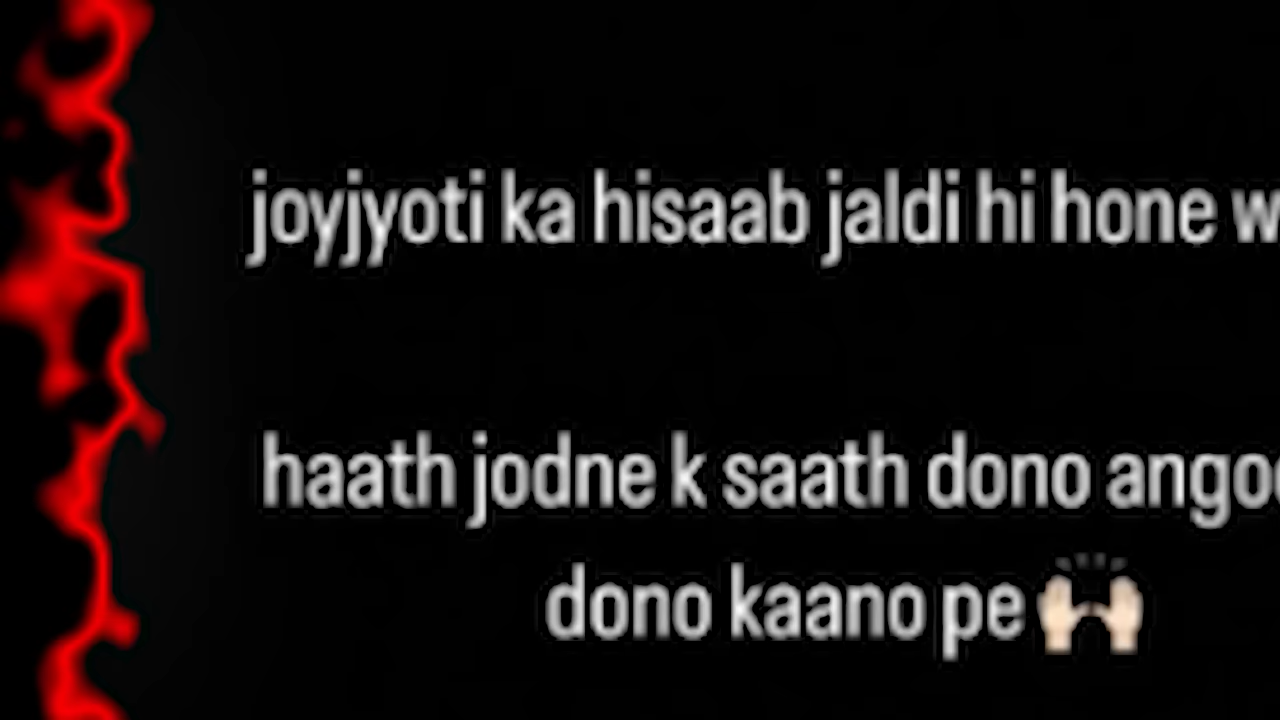 joyjyoti ka hisaab jaldi hi hone
haath jodne k saath dono
dono kaano pe 🙌🏻